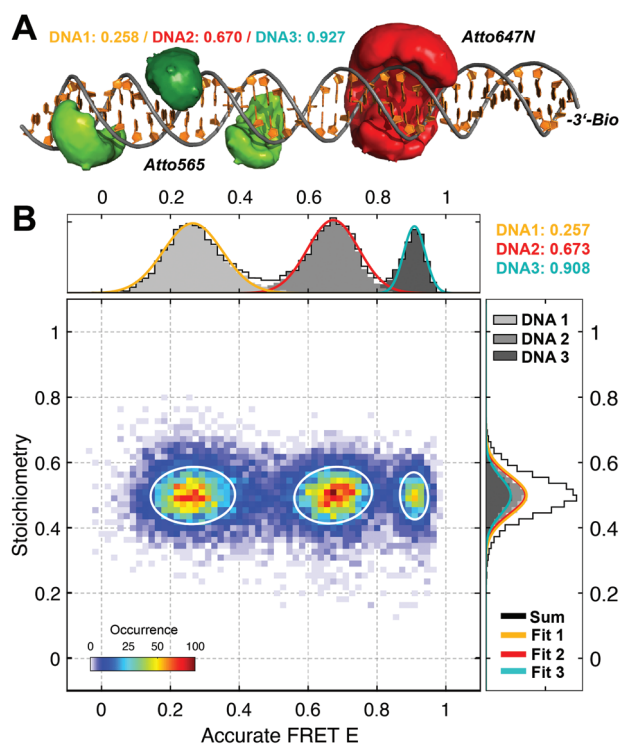 A
DNA1: 0.258 / DNA2: 0.670 / DNA3: 0.927
Atto647N
Atto565
-3‘-Bio
0 0.2 0.4 0.6 0.8 1
B
DNA1: 0.257
DNA2: 0.673
DNA3: 0.908
DNA 1
DNA 2
DNA 3
1 1
0.8 0.8
0.6 0.6
0.4 0.4
0.2 0.2
0 0
Stoichiometry
Occurrence
0 25 50 100
Sum
Fit 1
Fit 2
Fit 3
0 0.2 0.4 0.6 0.8 1
Accurate FRET E